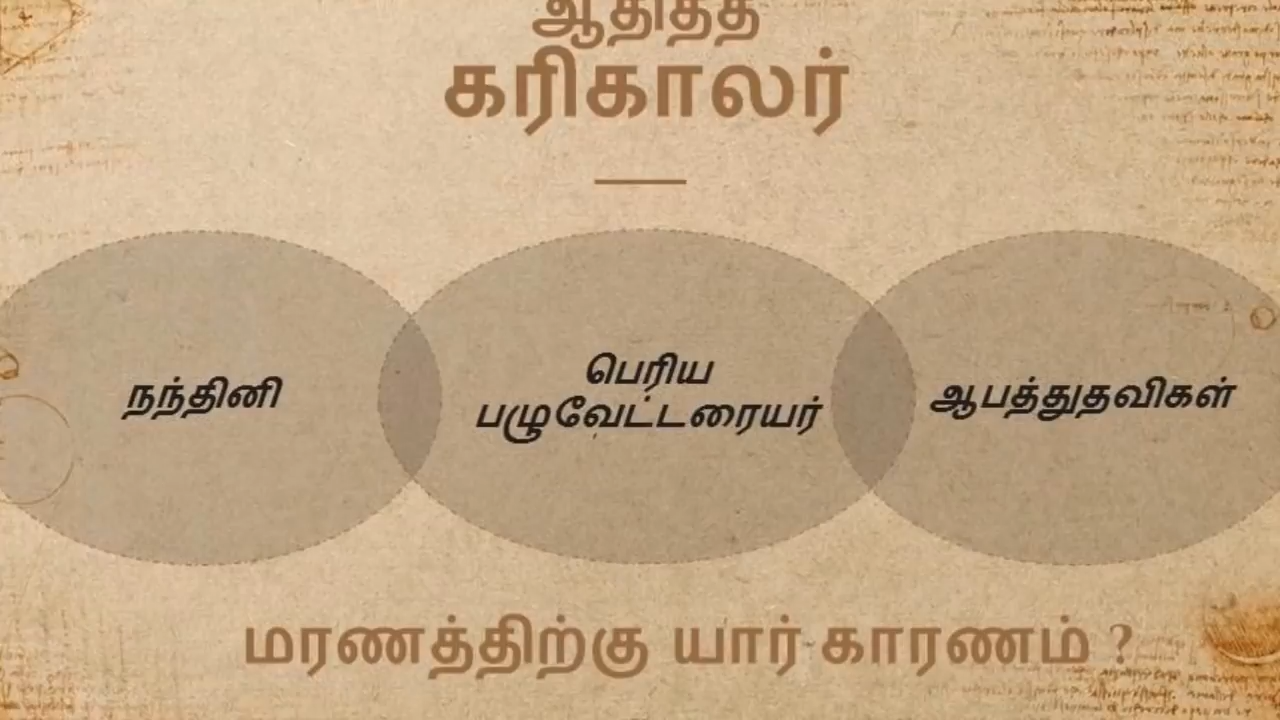 ஆதித்த
கரிகாலர்
நந்தினி
பெரிய
பழுவேட்டரையர்
ஆபத்துதவிகள்
மரணத்திற்கு யார் காரணம் ?